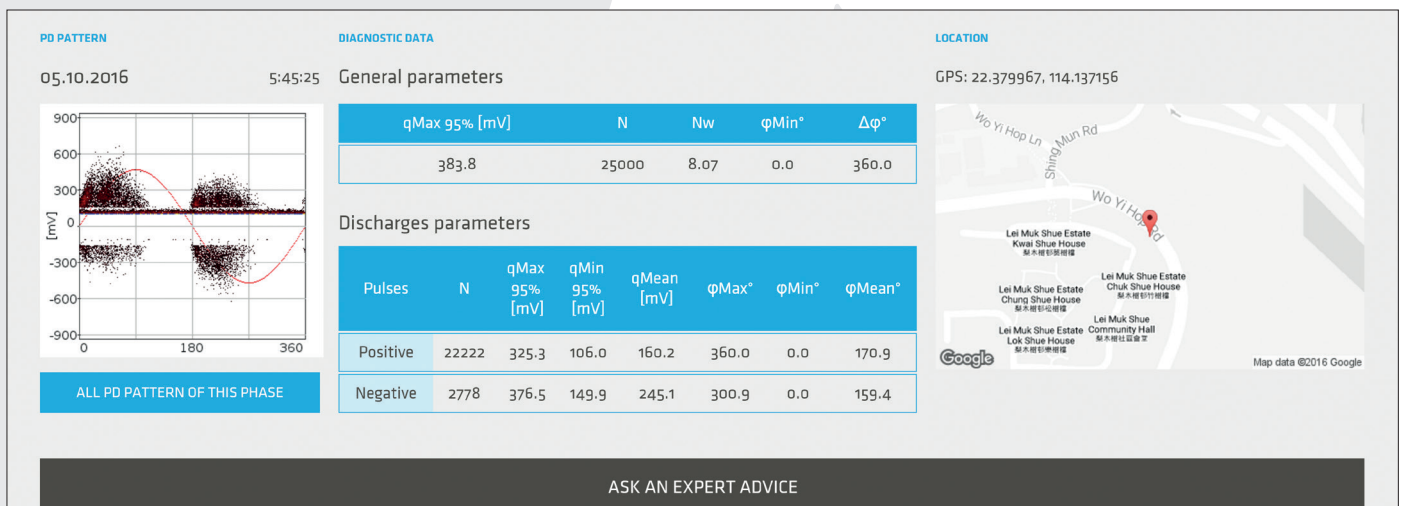 PD PATTERN
05.10.2016 5:45:25
900
600
300
0
-300
-600
-900
[mV]
0 180 360
ALL PD PATTERN OF THIS PHASE
DIAGNOSTIC DATA
General parameters
qMax 95% [mV] N Nw φMin° Δφ°
383.8 25000 8.07 0.0 360.0
Discharges parameters
Pulses N qMax 95% [mV] qMin 95% [mV] qMean [mV] φMax° φMin° φMean°
Positive 22222 325.3 106.0 160.2 360.0 0.0 170.9
Negative 2778 376.5 149.9 245.1 300.9 0.0 159.4
LOCATION
GPS: 22.379967, 114.137156
Wo Yi Hop Ln
Shing Mun Rd
Wo Yi Hop Rd
Lei Muk Shue Estate
Kwai Shue House
Lei Muk Shue Estate
Chuk Shue House
Lei Muk Shue Estate
Chung Shue House
Lei Muk Shue
Community Hall
Lei Muk Shue Estate
Lok Shue House
Google
Map data ©2016 Google
ASK AN EXPERT ADVICE